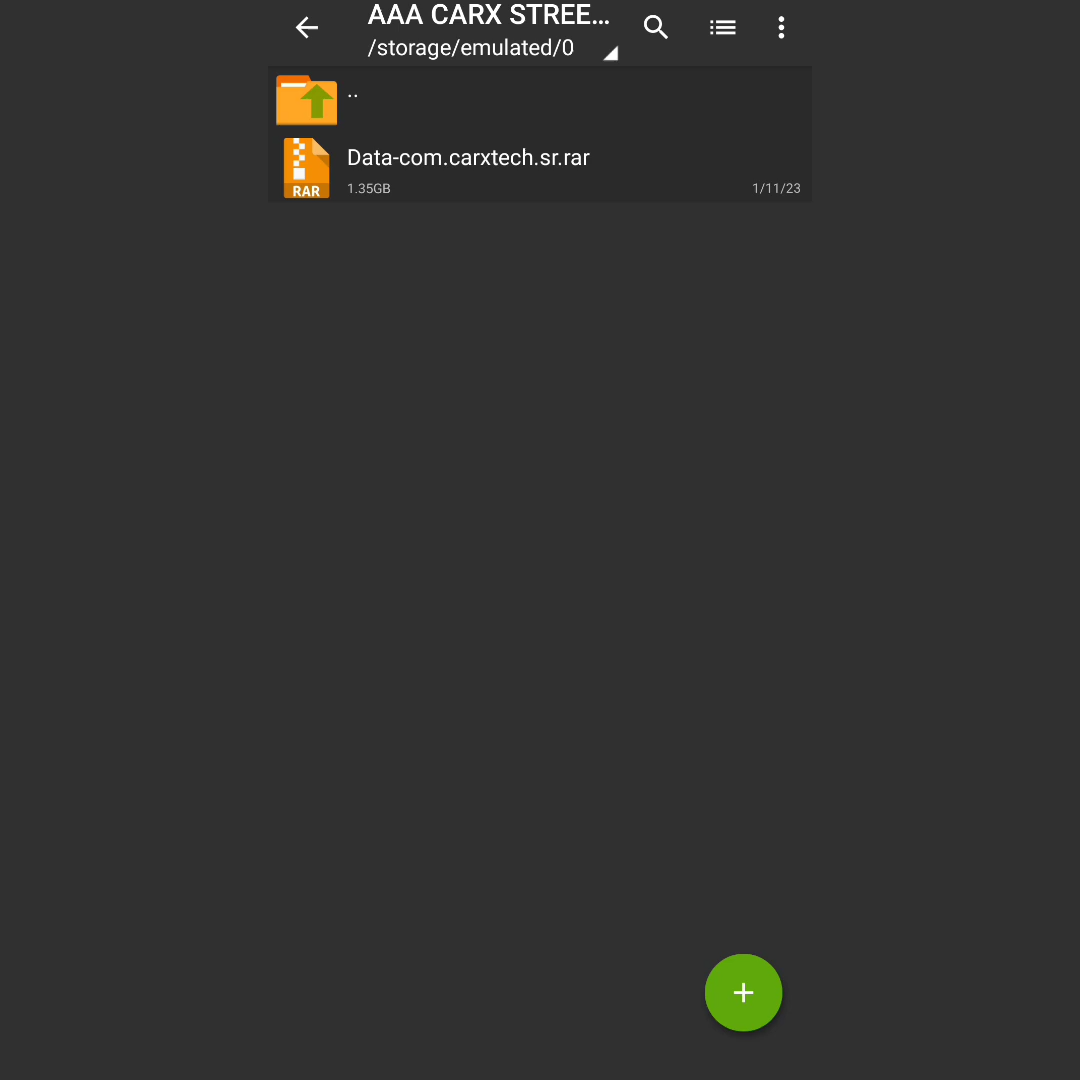 AAA CARX STREE...
/storage/emulated/0
..
Data-com.carxtech.sr.rar
RAR
1.35GB
1/11/23